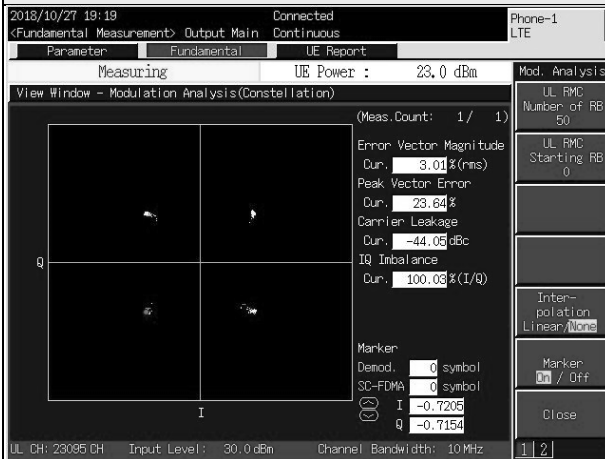 2018/10/27 19:19 Connected Phone-1
<Fundamental Measurement> Output Main Continuous LTE
Parameter Fundamental UE Report
Measuring UE Power : 23.0 dBm Mod. Analysis
View Window - Modulation Analysis(Constellation)
UL RMC
Number of RB
50
(Meas.Count: 1/ 1)
Error Vector Magnitude
Cur. 3.01 %(rms)
Peak Vector Error
Cur. 23.64 %
Carrier Leakage
Cur. -44.05 dBc
IQ Imbalance
Cur. 100.03 %(I/Q)
UL RMC
Starting RB
0
Q
I
Inter-
polation
Linear/None
Marker
Demod. 0 symbol
SC-FDMA 0 symbol
I -0.7205
Q -0.7154
Marker
On / Off
Close
UL CH: 23095 CH Input Level: 30.0 dBm Channel Bandwidth: 10 MHz
1 2